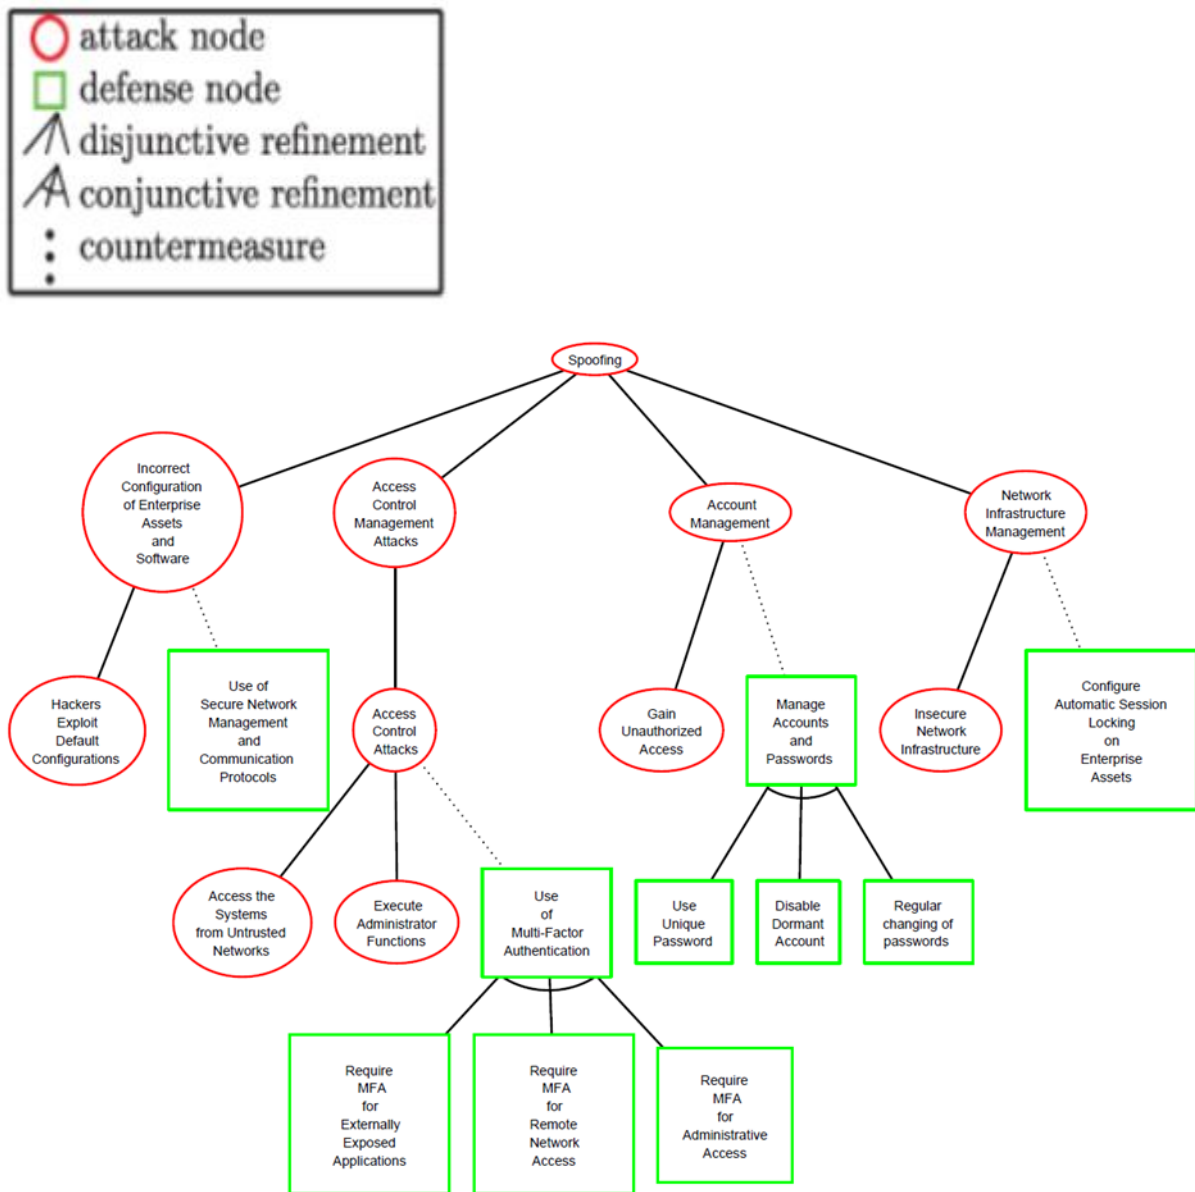 attack node
defense node
disjunctive refinement
conjunctive refinement
countermeasure
Spoofing
Incorrect
Configuration
of Enterprise
Assets
and
Software
Access
Control
Management
Attacks
Account
Management
Network
Infrastructure
Management
Hackers
Exploit
Default
Configurations
Use of
Secure Network
Management
and
Communication
Protocols
Access
Control
Attacks
Gain
Unauthorized
Access
Manage
Accounts
and
Passwords
Insecure
Network
Infrastructure
Configure
Automatic Session
Locking
on
Enterprise
Assets
Access the
Systems
from Untrusted
Networks
Execute
Administrator
Functions
Use
of
Multi-Factor
Authentication
Use
Unique
Password
Disable
Dormant
Account
Regular
changing of
passwords
Require
MFA
for
Externally
Exposed
Applications
Require
MFA
for
Remote
Network
Access
Require
MFA
for
Administrative
Access